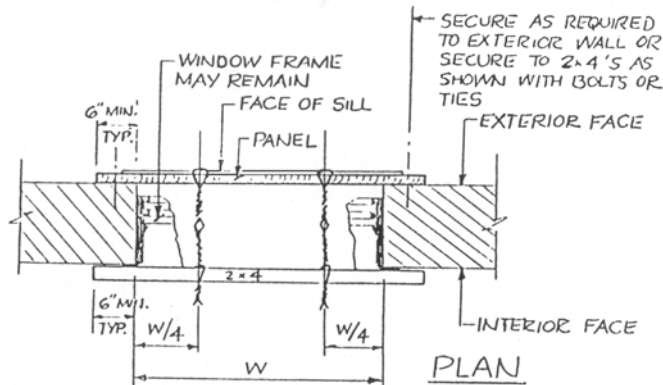 SECURE AS REQUIRED
TO EXTERIOR WALL OR
SECURE TO 2x4'S AS
SHOWN WITH BOLTS OR
TIES
WINDOW FRAME
MAY REMAIN
FACE OF SILL
6" MIN.
TYP.
PANEL
EXTERIOR FACE
2x4
6" MIN.
TYP.
W/4
W/4
INTERIOR FACE
W
PLAN